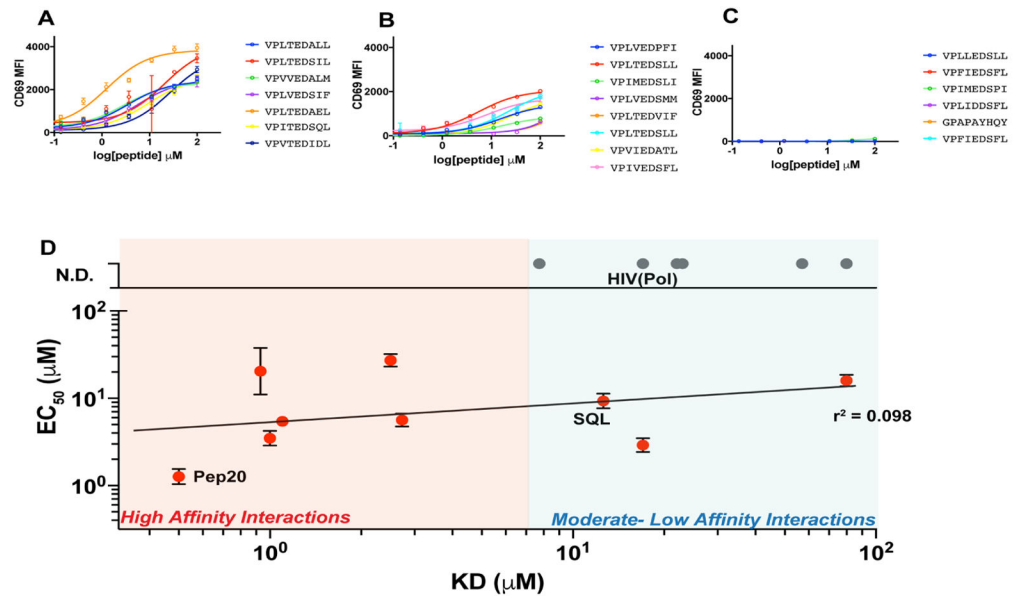 A
CD69 MFI
4000
2000
0
-1
0
1
2
log[peptide] μM
VPLTEDALL
VPLTEDSIL
VPVVEDALM
VPLVEDSIF
VPLTEDAEL
VPITEDSQL
VPVTEDIDL
B
CD69 MFI
4000
2000
0
-1
0
1
2
log[peptide] μM
VPLVEDPFI
VPLTEDSLL
VPIMEDSLI
VPLVEDSMM
VPLTEDVIF
VPLTEDSLL
VPVIEDATL
VPIVEDSFL
C
CD69 MFI
4000
2000
0
-1
0
1
2
log[peptide] μM
VPLLEDSLL
VPFIEDSFL
VPIMEDSPI
VPLIDDSFL
GPAPAYHQY
VPFIEDSFL
D
N.D.
HIV(Pol)
EC₅₀ (μM)
10²
10¹
10⁰
SQL
r² = 0.098
Pep20
High Affinity Interactions
Moderate- Low Affinity Interactions
10⁰
10¹
10²
KD (μM)